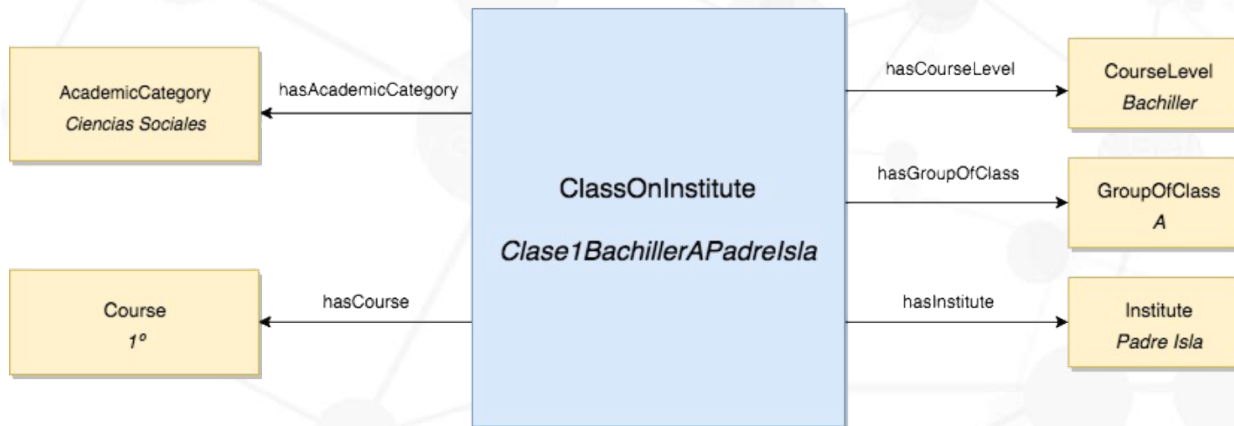 AcademicCategory
Ciencias Sociales
hasAcademicCategory
Course
1º
hasCourse
ClassOnInstitute
Clase1BachillerAPadreIsla
hasCourseLevel
CourseLevel
Bachiller
hasGroupOfClass
GroupOfClass
A
hasInstitute
Institute
Padre Isla